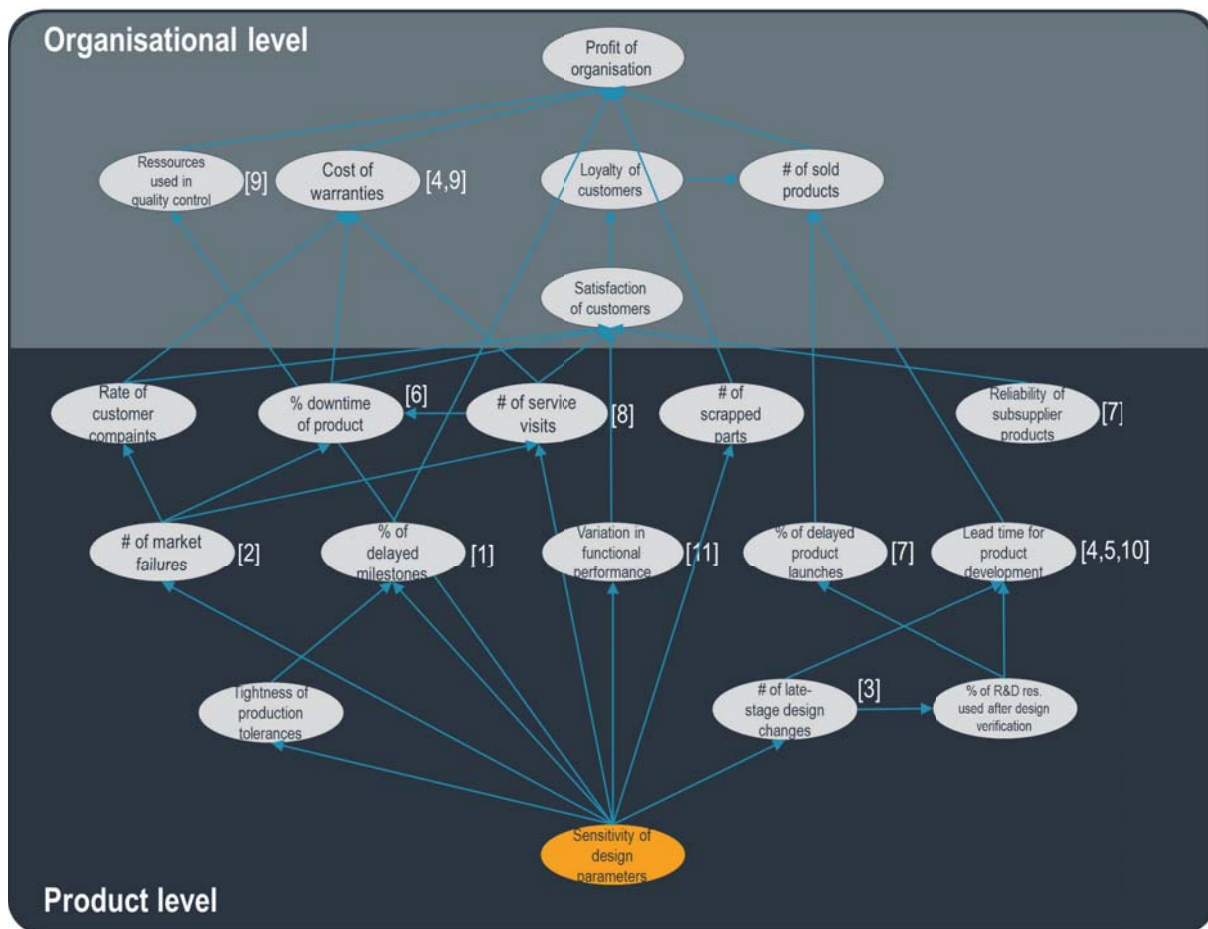 Organisational level
Profit of
organisation
Ressources
used in
quality control
[9]
Cost of
warranties
[4,9]
Loyalty of
customers
# of sold
products
Satisfaction
of customers
Rate of
customer
compaints
% downtime
of product
[6]
# of service
visits
[8]
# of
scrapped
parts
Reliability of
subsupplier
products
[7]
# of market
failures
[2]
% of
delayed
milestones
[1]
Variation in
functional
performance
[11]
% of delayed
product
launches
[7]
Lead time for
product
development
[4,5,10]
Tightness of
production
tolerances
# of late-
stage design
changes
[3]
% of R&D res.
used after design
verification
Sensitivity of
design
parameters
Product level